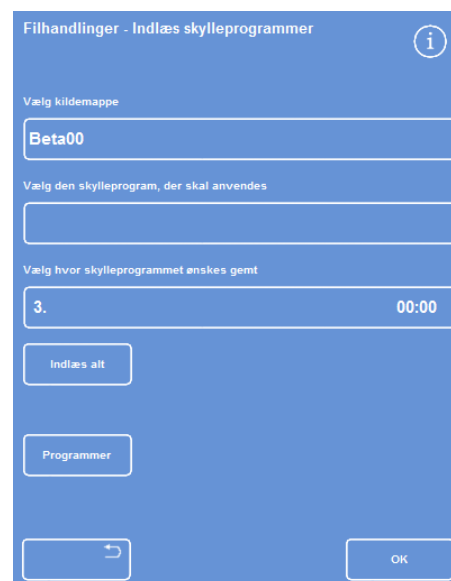 Filhandlinger - Indlæs skylleprogrammer
i
Vælg kildemappe
Beta00
Vælg den skylleprogram, der skal anvendes
Vælg hvor skylleprogrammet ønskes gemt
3. 00:00
Indlæs alt
Programmer
OK